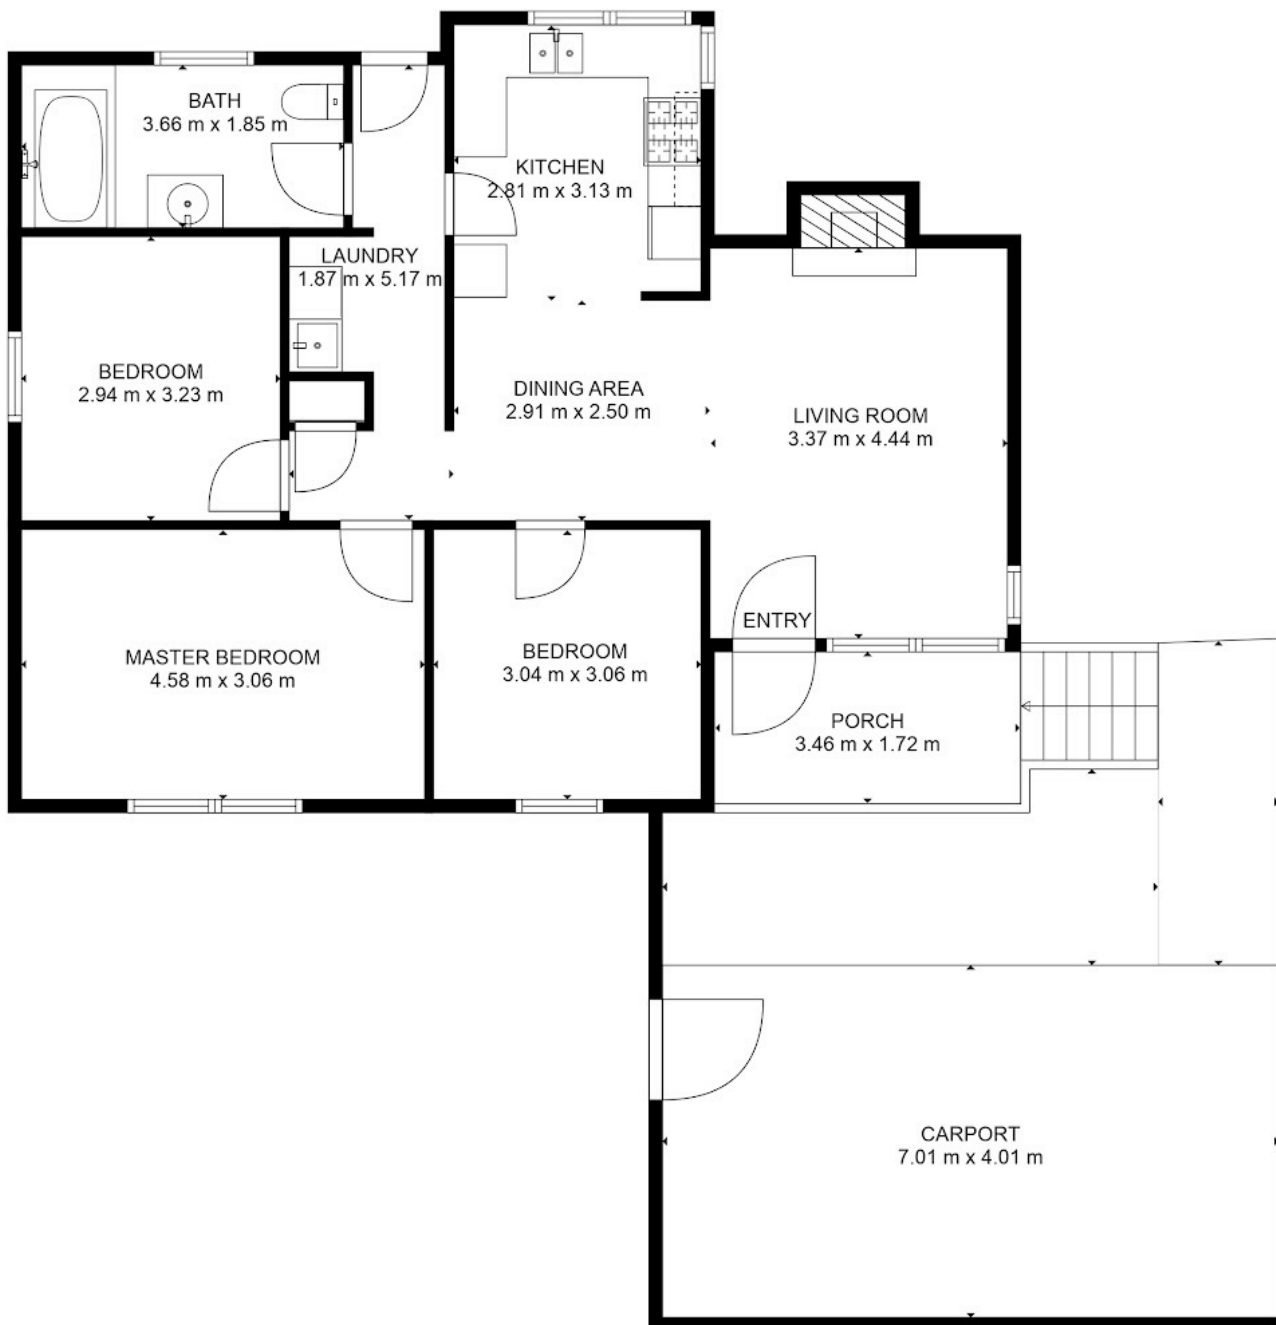 BATH
3.66 m x 1.85 m
KITCHEN
2.81 m x 3.13 m
LAUNDRY
1.87 m x 5.17 m
BEDROOM
2.94 m x 3.23 m
DINING AREA
2.91 m x 2.50 m
LIVING ROOM
3.37 m x 4.44 m
ENTRY
MASTER BEDROOM
4.58 m x 3.06 m
BEDROOM
3.04 m x 3.06 m
PORCH
3.46 m x 1.72 m
CARPORT
7.01 m x 4.01 m